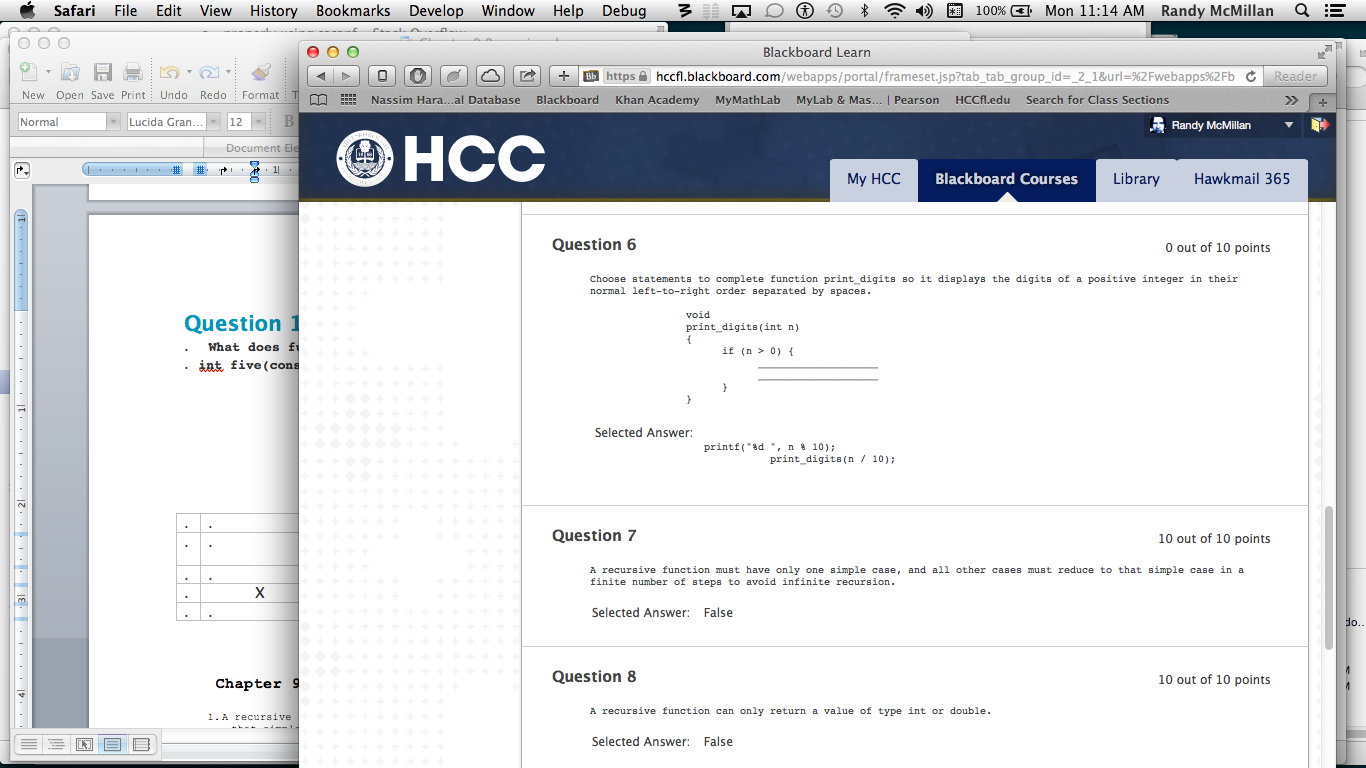 Safari File Edit View History Bookmarks Develop Window Help Debug 100% Mon 11:14 AM Randy McMillan
New Open Save Print Undo Redo Format
Normal Lucida Gran... 12 B
Document Ele
Question 1
. What does fu
. int five(cons
X
Chapter 9
1.A recursive
Blackboard Learn
https hccfl.blackboard.com/webapps/portal/frameset.jsp?tab_tab_group_id=_2_1&url=%2Fwebapps%2Fb Reader
Nassim Hara...al Database Blackboard Khan Academy MyMathLab MyLab & Mas... | Pearson HCCfl.edu Search for Class Sections
Randy McMillan
HCC
My HCC Blackboard Courses Library Hawkmail 365
Question 6
0 out of 10 points
Choose statements to complete function print_digits so it displays the digits of a positive integer in their
normal left-to-right order separated by spaces.
void
print_digits(int n)
{
if (n > 0) {
____________________
____________________
}
}
Selected Answer:
printf("%d ", n % 10);
print_digits(n / 10);
Question 7
10 out of 10 points
A recursive function must have only one simple case, and all other cases must reduce to that simple case in a
finite number of steps to avoid infinite recursion.
Selected Answer: False
Question 8
10 out of 10 points
A recursive function can only return a value of type int or double.
Selected Answer: False